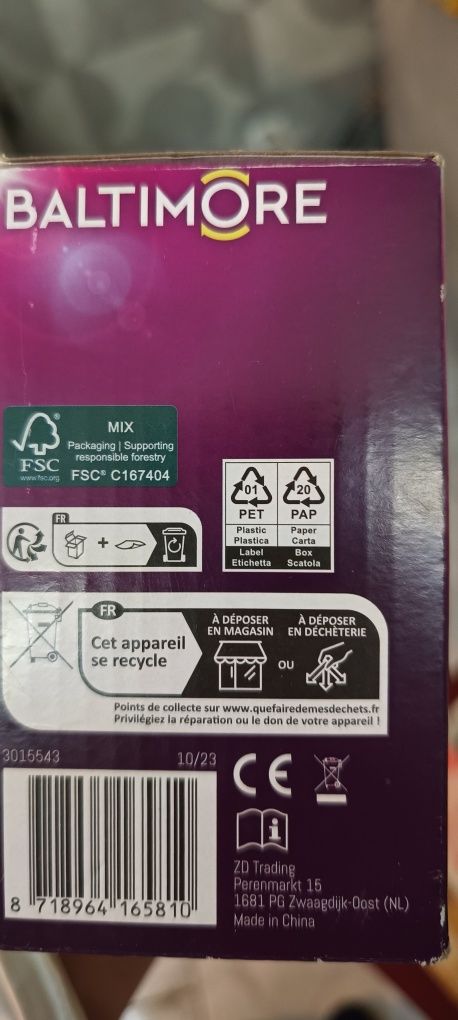 BALTIMORE
MIX
Packaging | Supporting
responsible forestry
FSC
www.fsc.org
FSC® C167404
01
PET
Plastic
Plastica
Label
Etichetta
20
PAP
Paper
Carta
Box
Scatola
FR
+
FR
Cet appareil
se recycle
À DÉPOSER
EN MAGASIN
OU
À DÉPOSER
EN DÉCHÈTERIE
Points de collecte sur www.quefairedemesdechets.fr
Privilégiez la réparation ou le don de votre appareil !
3015543
10/23
CE
8 718964 165810
ZD Trading
Perenmarkt 15
1681 PG Zwaagdijk-Oost (NL)
Made in China